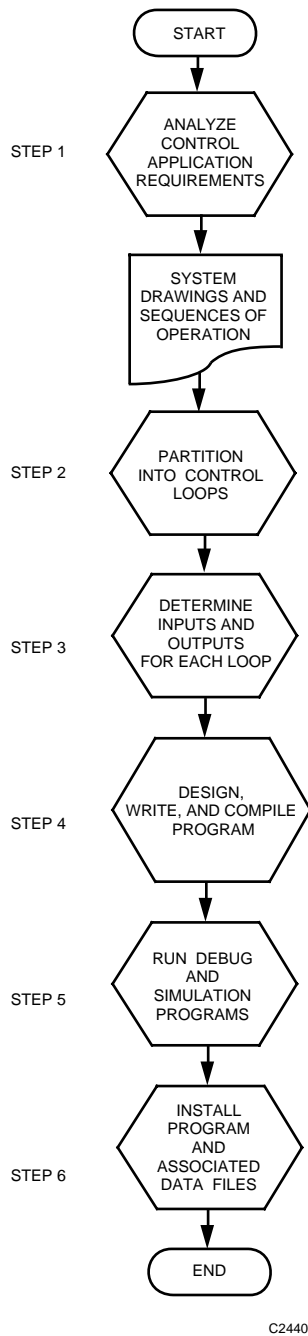 START
STEP 1
ANALYZE
CONTROL
APPLICATION
REQUIREMENTS
SYSTEM
DRAWINGS AND
SEQUENCES OF
OPERATION
STEP 2
PARTITION
INTO CONTROL
LOOPS
STEP 3
DETERMINE
INPUTS AND
OUTPUTS
FOR EACH LOOP
STEP 4
DESIGN,
WRITE, AND COMPILE
PROGRAM
STEP 5
RUN DEBUG
AND
SIMULATION
PROGRAMS
STEP 6
INSTALL
PROGRAM
AND
ASSOCIATED
DATA FILES
END
C2440